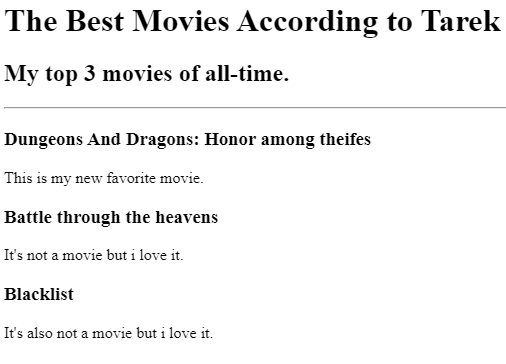 The Best Movies According to Tarek
My top 3 movies of all-time.
Dungeons And Dragons: Honor among theifes
This is my new favorite movie.
Battle through the heavens
It's not a movie but i love it.
Blacklist
It's also not a movie but i love it.